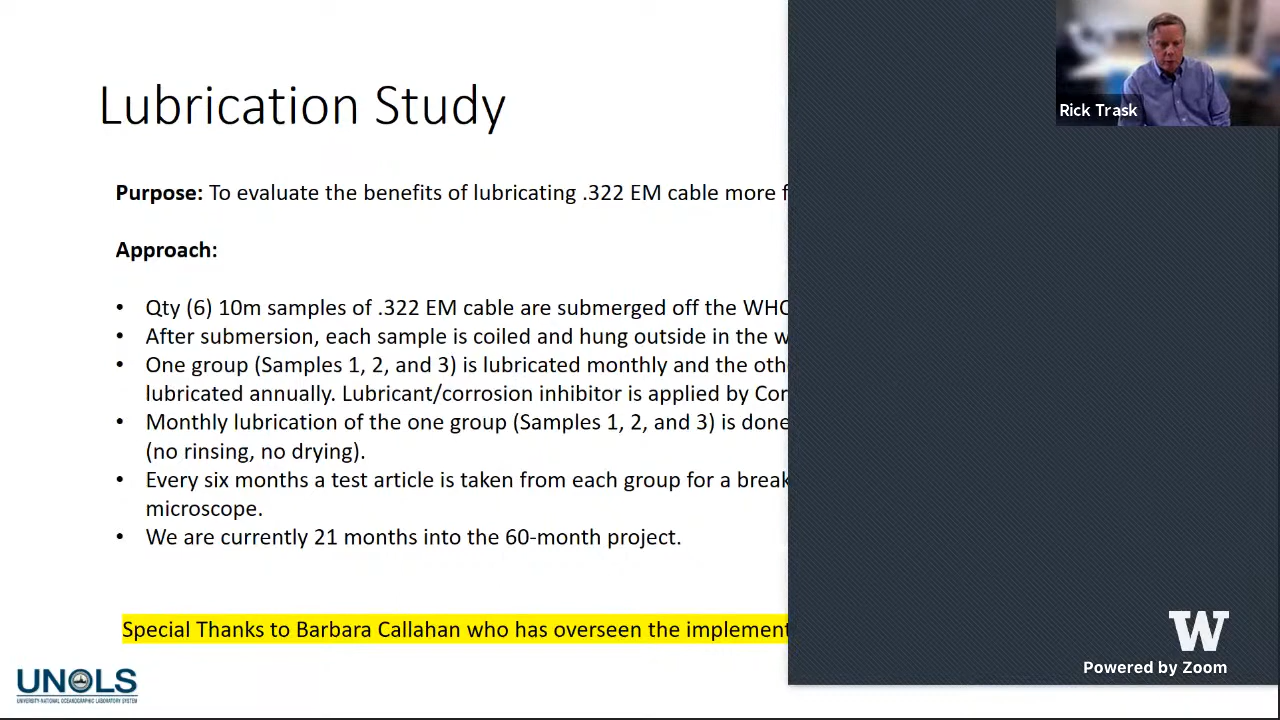 Rick Trask
Lubrication Study
Purpose: To evaluate the benefits of lubricating .322 EM cable more
Approach:
• Qty (6) 10m samples of .322 EM cable are submerged off the
• After submersion, each sample is coiled and hung outside in the
• One group (Samples 1, 2, and 3) is lubricated monthly and the
lubricated annually. Lubricant/corrosion inhibitor is applied by
• Monthly lubrication of the one group (Samples 1, 2, and 3) is done
(no rinsing, no drying).
• Every six months a test article is taken from each group for a
microscope.
• We are currently 21 months into the 60-month project.
Special Thanks to Barbara Callahan who has overseen the
UNOLS
UNIVERSITY-NATIONAL OCEANOGRAPHIC LABORATORY SYSTEM
W
Powered by Zoom